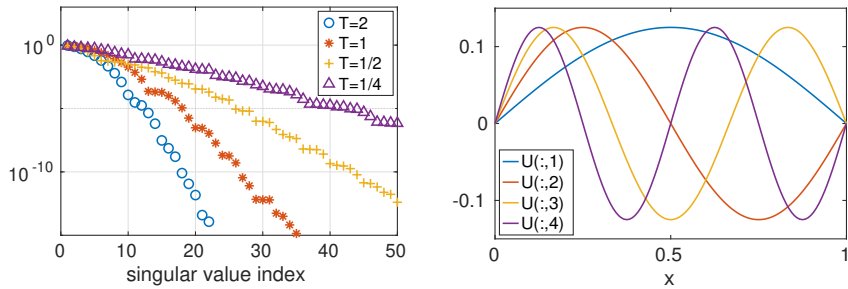 10^0
10^-10
0
10
20
30
40
50
singular value index
T=2
T=1
T=1/2
T=1/4
0.1
0
-0.1
0
0.5
1
x
U(:,1)
U(:,2)
U(:,3)
U(:,4)